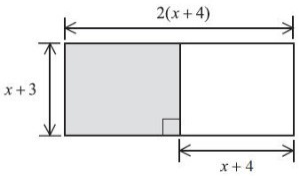 2(x + 4)
x + 3
x + 4